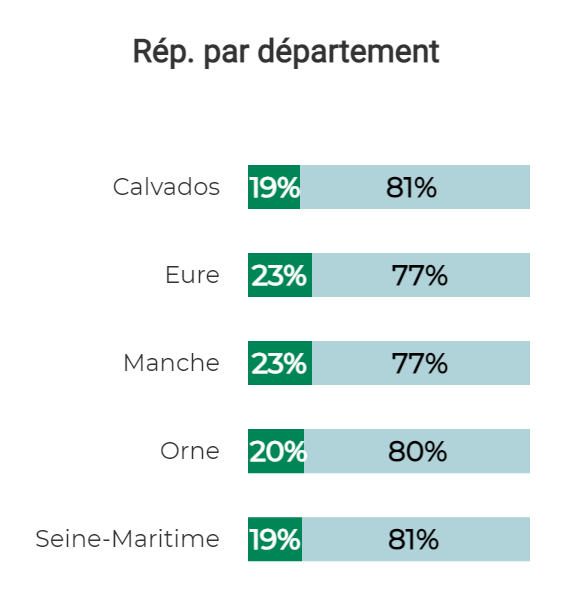 Rép. par département
Calvados 19% 81%
Eure 23% 77%
Manche 23% 77%
Orne 20% 80%
Seine-Maritime 19% 81%